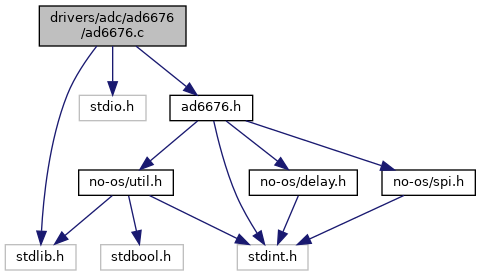 drivers/adc/ad6676
/ad6676.c
stdio.h
ad6676.h
no-os/util.h
no-os/delay.h
no-os/spi.h
stdlib.h
stdbool.h
stdint.h